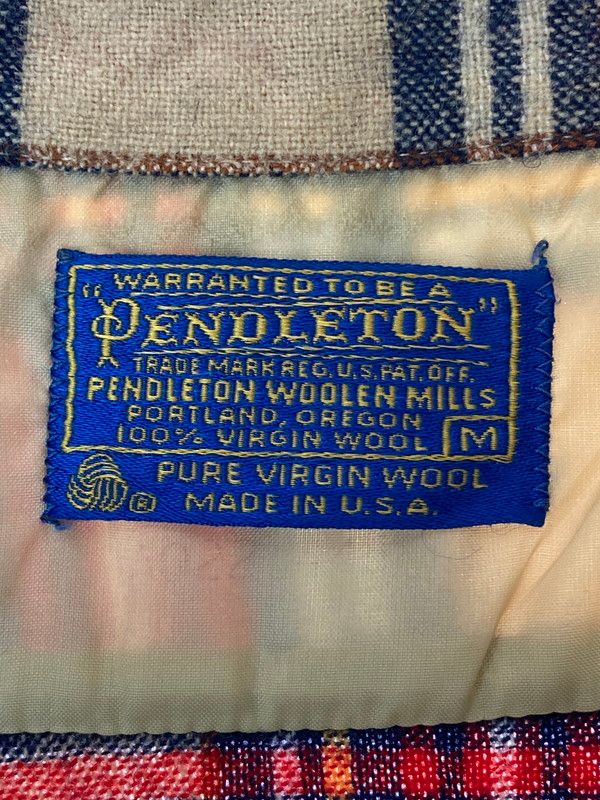 WARRANTED TO BE A
"PENDLETON"
TRADE MARK REG. U.S. PAT. OFF.
PENDLETON WOOLEN MILLS
PORTLAND, OREGON
100% VIRGIN WOOL M
PURE VIRGIN WOOL
® MADE IN U.S.A.